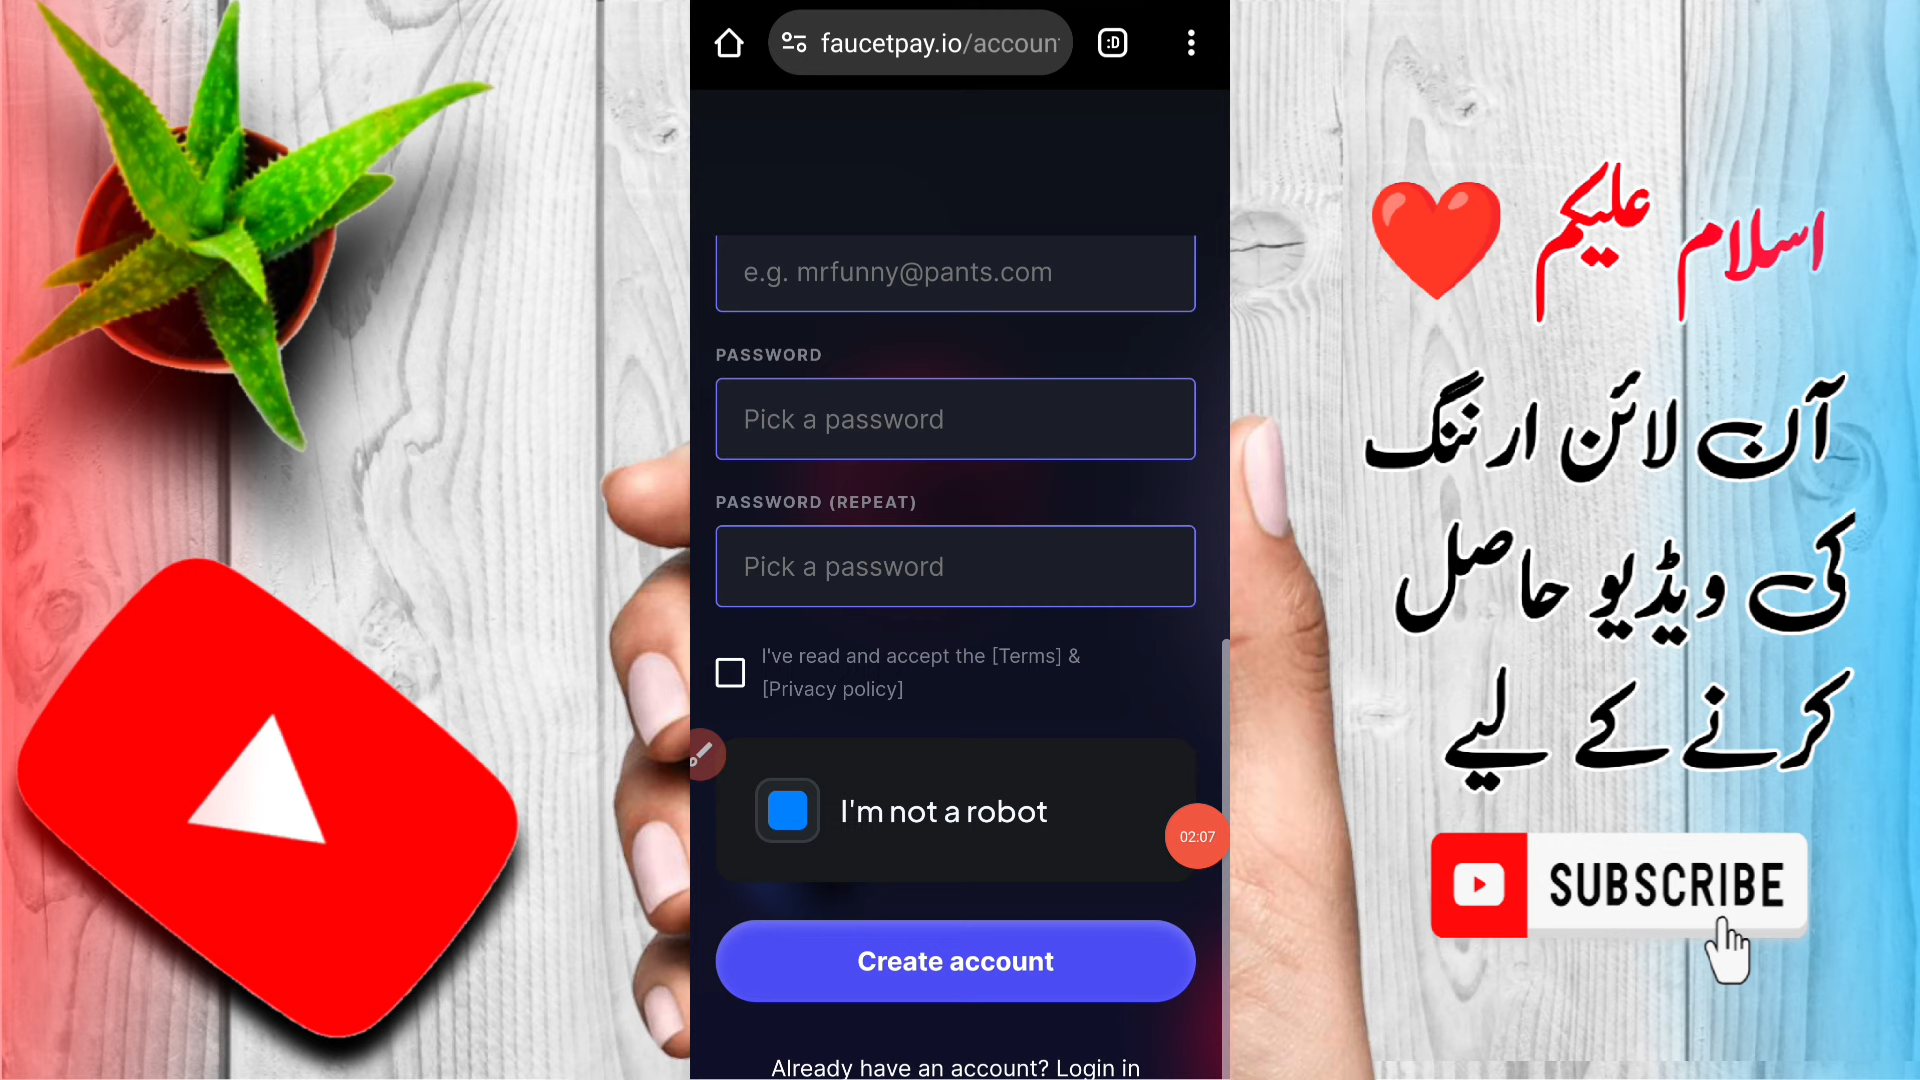 :D
faucetpay.io/accoun
e.g. mrfunny@pants.com
PASSWORD
Pick a password
PASSWORD (REPEAT)
Pick a password
I've read and accept the [Terms] &
[Privacy policy]
I'm not a robot
02:07
Create account
Already have an account? Login in
اسلام علیکم
آن لائن ارننگ
کی ویڈیو حاصل
کرنے کے لیے
SUBSCRIBE